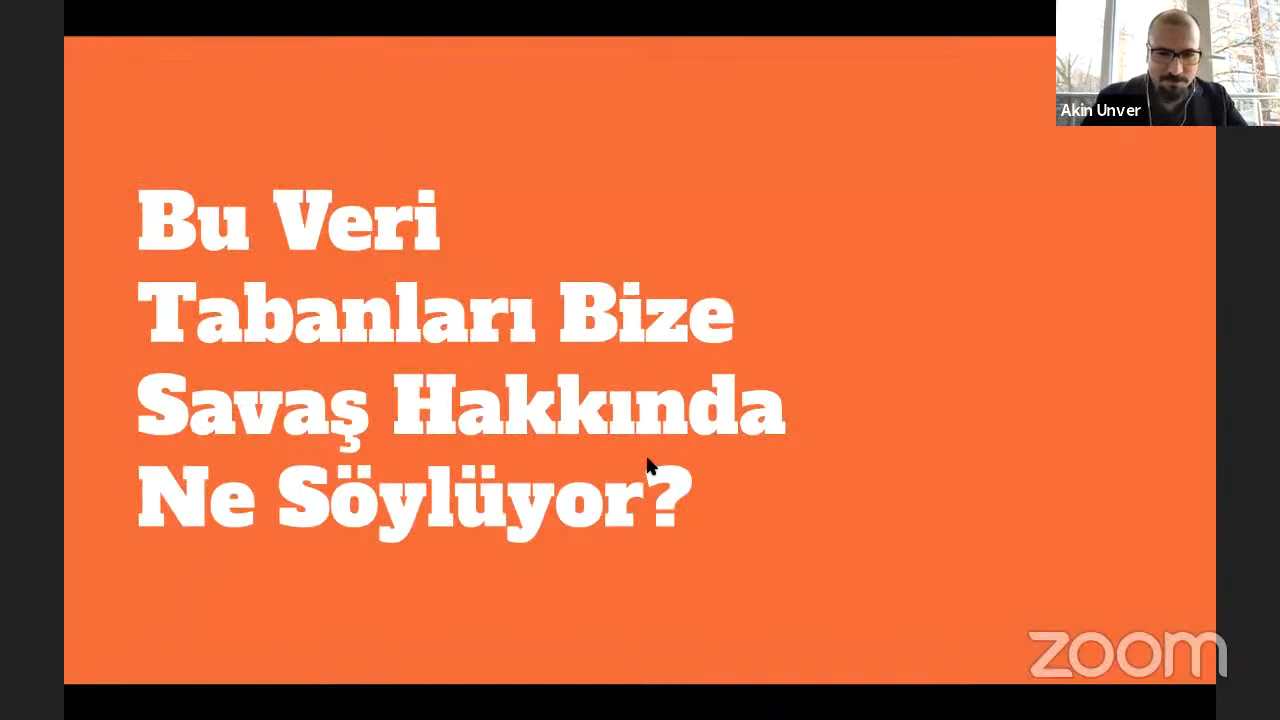 Akin Unver
Bu Veri
Tabanları Bize
Savaş Hakkında
Ne Söylüyor?
zoom